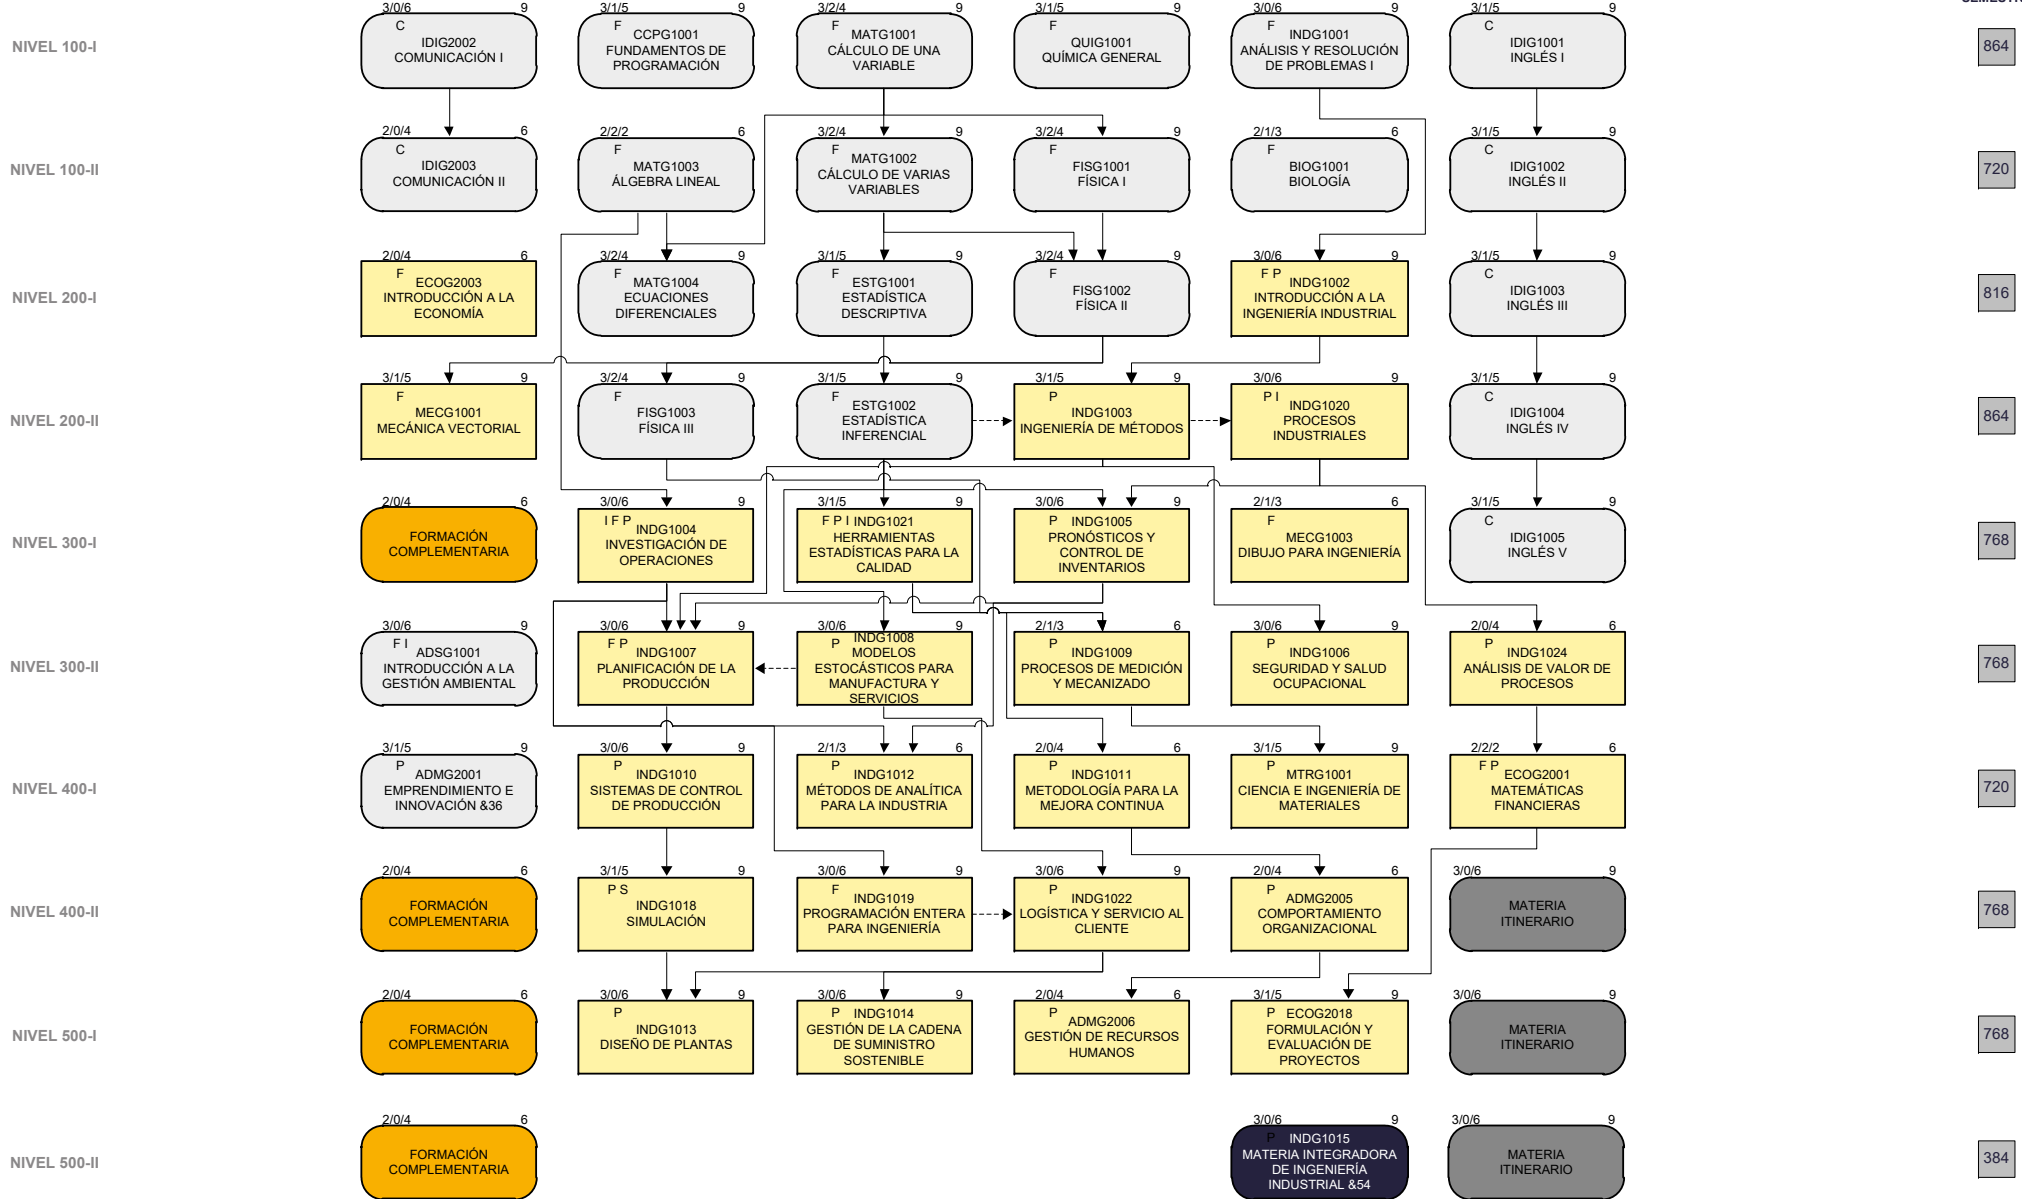 3/0/6 9 3/1/5 9 3/2/4 9 3/1/5 9 3/0/6 9 3/1/5 9
NIVEL 100-I
C
IDIG2002
COMUNICACIÓN I
F
CCPG1001
FUNDAMENTOS DE
PROGRAMACIÓN
F
MATG1001
CÁLCULO DE UNA
VARIABLE
F
QUIG1001
QUÍMICA GENERAL
F
INDG1001
ANÁLISIS Y RESOLUCIÓN
DE PROBLEMAS I
C
IDIG1001
INGLÉS I
864
2/0/4 6 2/2/2 6 3/2/4 9 3/2/4 9 2/1/3 6 3/1/5 9
NIVEL 100-II
C
IDIG2003
COMUNICACIÓN II
F
MATG1003
ÁLGEBRA LINEAL
F
MATG1002
CÁLCULO DE VARIAS
VARIABLES
F
FISG1001
FÍSICA I
F
BIOG1001
BIOLOGÍA
C
IDIG1002
INGLÉS II
720
2/0/4 6 3/2/4 9 3/1/5 9 3/2/4 9 3/0/6 9 3/1/5 9
NIVEL 200-I
F
ECOG2003
INTRODUCCIÓN A LA
ECONOMÍA
F
MATG1004
ECUACIONES
DIFERENCIALES
F
ESTG1001
ESTADÍSTICA
DESCRIPTIVA
F
FISG1002
FÍSICA II
F P
INDG1002
INTRODUCCIÓN A LA
INGENIERÍA INDUSTRIAL
C
IDIG1003
INGLÉS III
816
3/1/5 9 3/2/4 9 3/1/5 9 3/1/5 9 3/0/6 9 3/1/5 9
NIVEL 200-II
F
MECG1001
MECÁNICA VECTORIAL
F
FISG1003
FÍSICA III
F
ESTG1002
ESTADÍSTICA
INFERENCIAL
P
INDG1003
INGENIERÍA DE MÉTODOS
P I
INDG1020
PROCESOS
INDUSTRIALES
C
IDIG1004
INGLÉS IV
864
2/0/4 6 3/0/6 9 3/1/5 9 3/0/6 9 2/1/3 6 3/1/5 9
NIVEL 300-I
FORMACIÓN
COMPLEMENTARIA
I F P
INDG1004
INVESTIGACIÓN DE
OPERACIONES
F P I INDG1021
HERRAMIENTAS
ESTADÍSTICAS PARA LA
CALIDAD
P INDG1005
PRONÓSTICOS Y
CONTROL DE
INVENTARIOS
F
MECG1003
DIBUJO PARA INGENIERÍA
C
IDIG1005
INGLÉS V
768
3/0/6 9 3/0/6 9 3/0/6 9 2/1/3 6 3/0/6 9 2/0/4 6
NIVEL 300-II
F I
ADSG1001
INTRODUCCIÓN A LA
GESTIÓN AMBIENTAL
F P
INDG1007
PLANIFICACIÓN DE LA
PRODUCCIÓN
P
INDG1008
MODELOS
ESTOCÁSTICOS PARA
MANUFACTURA Y
SERVICIOS
P
INDG1009
PROCESOS DE MEDICIÓN
Y MECANIZADO
P
INDG1006
SEGURIDAD Y SALUD
OCUPACIONAL
P
INDG1024
ANÁLISIS DE VALOR DE
PROCESOS
768
3/1/5 9 3/0/6 9 2/1/3 6 2/0/4 6 3/1/5 9 2/2/2 6
NIVEL 400-I
P
ADMG2001
EMPRENDIMIENTO E
INNOVACIÓN &36
P
INDG1010
SISTEMAS DE CONTROL
DE PRODUCCIÓN
P
INDG1012
MÉTODOS DE ANALÍTICA
PARA LA INDUSTRIA
P
INDG1011
METODOLOGÍA PARA LA
MEJORA CONTINUA
P
MTRG1001
CIENCIA E INGENIERÍA DE
MATERIALES
F P
ECOG2001
MATEMÁTICAS
FINANCIERAS
720
2/0/4 6 3/1/5 9 3/0/6 9 3/0/6 9 2/0/4 6 3/0/6 9
NIVEL 400-II
FORMACIÓN
COMPLEMENTARIA
P S
INDG1018
SIMULACIÓN
F
INDG1019
PROGRAMACIÓN ENTERA
PARA INGENIERÍA
P
INDG1022
LOGÍSTICA Y SERVICIO AL
CLIENTE
P
ADMG2005
COMPORTAMIENTO
ORGANIZACIONAL
MATERIA
ITINERARIO
768
2/0/4 6 3/0/6 9 3/0/6 9 2/0/4 6 3/1/5 9 3/0/6 9
NIVEL 500-I
FORMACIÓN
COMPLEMENTARIA
P
INDG1013
DISEÑO DE PLANTAS
P INDG1014
GESTIÓN DE LA CADENA
DE SUMINISTRO
SOSTENIBLE
P
ADMG2006
GESTIÓN DE RECURSOS
HUMANOS
P ECOG2018
FORMULACIÓN Y
EVALUACIÓN DE
PROYECTOS
MATERIA
ITINERARIO
768
2/0/4 6 3/0/6 9 3/0/6 9
NIVEL 500-II
FORMACIÓN
COMPLEMENTARIA
P INDG1015
MATERIA INTEGRADORA
DE INGENIERÍA
INDUSTRIAL &54
MATERIA
ITINERARIO
384